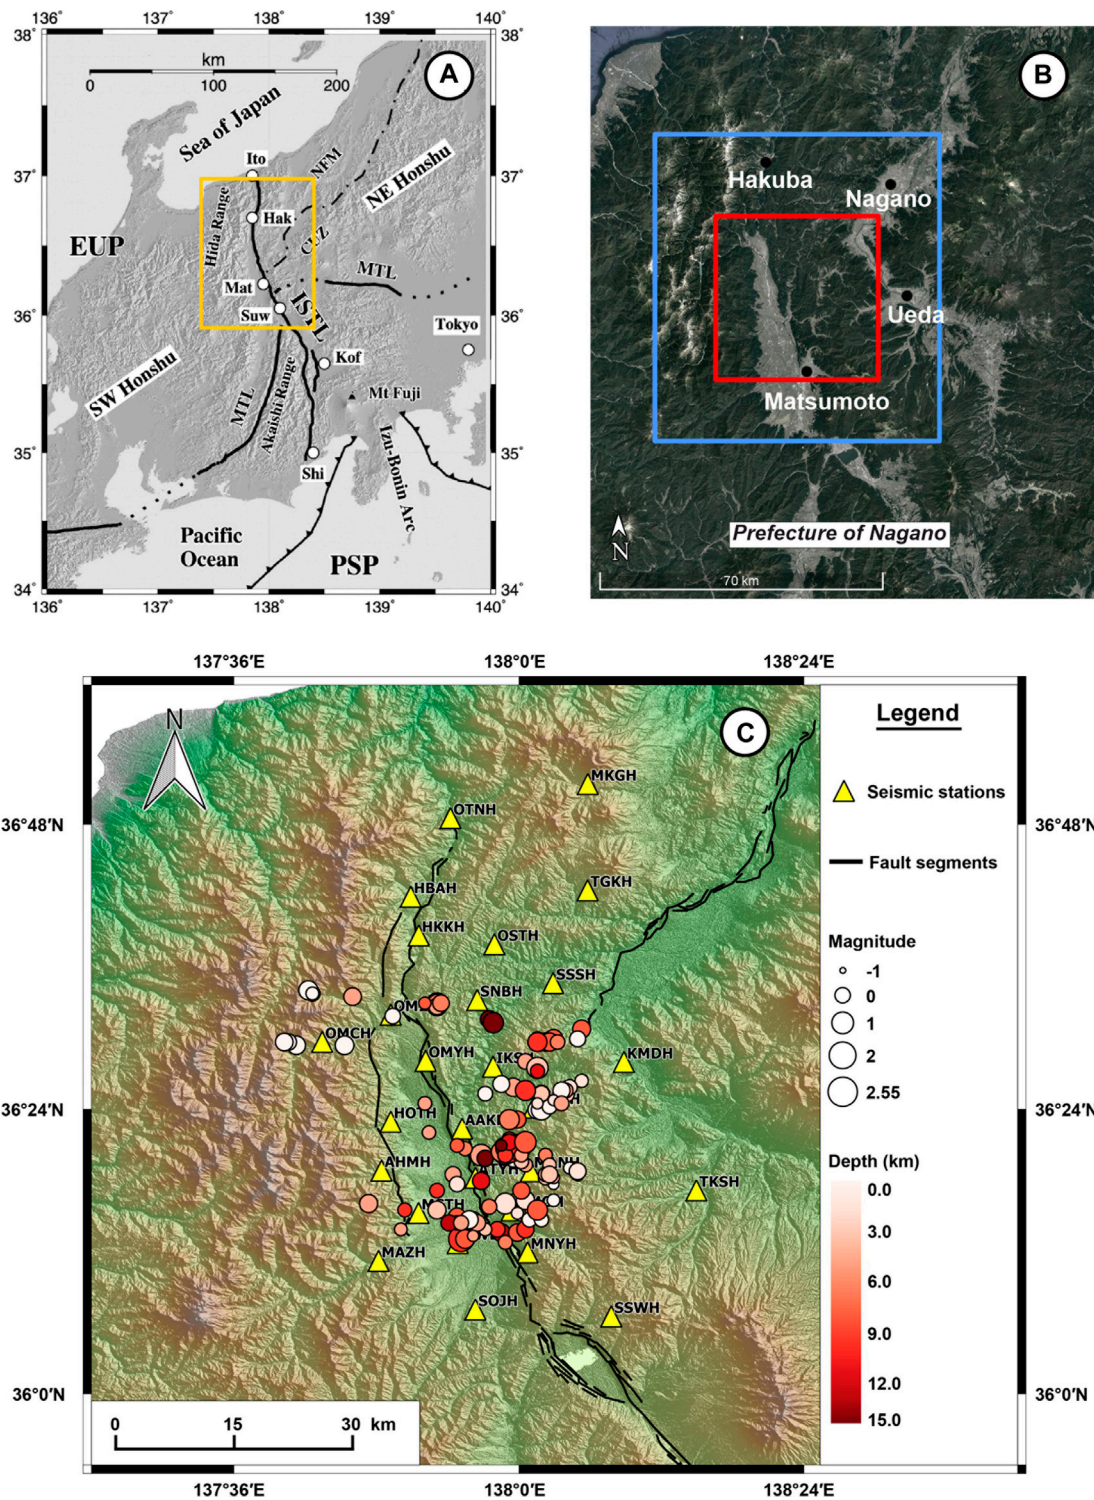 136° 137° 138° 139° 140°
38° 38°
A
km
0 100 200
Sea of Japan
Ito
NFM
NE Honshu
37° 37°
Hida Range
Hak
CUZ
EUP
MTL
Mat
ISTL
Suw
36° 36°
Tokyo
Kof
SW Honshu
MTL
Akaishi Range
Mt Fuji
35° 35°
Shi
Izu-Bonin Arc
Pacific
Ocean
PSP
34° 34°
136° 137° 138° 139° 140°
B
Hakuba
Nagano
Ueda
Matsumoto
Prefecture of Nagano
N
70 km
137°36′E 138°0′E 138°24′E
N
C
Legend
MKGH
Seismic stations
OTNH
36°48′N 36°48′N
Fault segments
HBAH
TGKH
HKKH
OSTH
Magnitude
-1
0
1
2
2.55
SSSH
SNBH
OMCH
OMYH
IKSH
KMDH
36°24′N 36°24′N
HOTH
AAKH
Depth (km)
0.0
3.0
6.0
9.0
12.0
15.0
AHMH
ATYH
TKSH
MAZH
MNYH
SOJH
SSWH
36°0′N 36°0′N
0 15 30 km
137°36′E 138°0′E 138°24′E